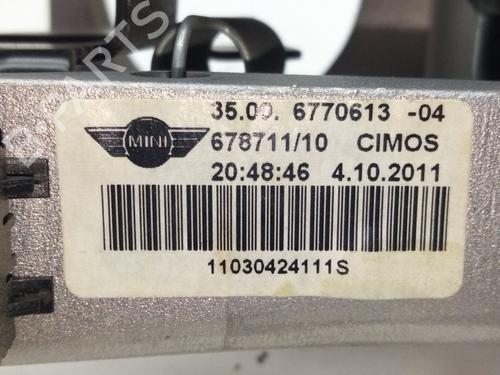 35.00. 6770613 -04
MINI
678711/10 CIMOS
20:48:46 4.10.2011
11030424111S